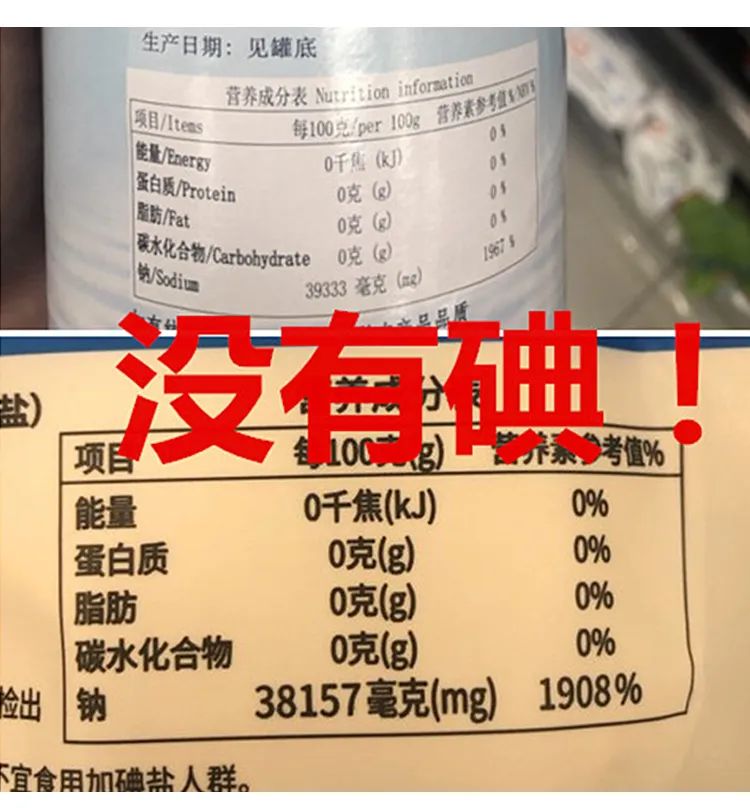 生产日期：见罐底
营养成分表 Nutrition information
项目/Items 每100克/per 100g 营养素参考值%/NRV%
能量/Energy 0千焦 (kJ) 0%
蛋白质/Protein 0克 (g) 0%
脂肪/Fat 0克 (g) 0%
碳水化合物/Carbohydrate 0克 (g) 0%
钠/Sodium 39333 毫克 (mg) 1967%
没有碘！
盐）
营养成分表
项目 每100克(g) 营养素参考值%
能量 0千焦(kJ) 0%
蛋白质 0克(g) 0%
脂肪 0克(g) 0%
碳水化合物 0克(g) 0%
检出
钠 38157毫克(mg) 1908%
不宜食用加碘盐人群。